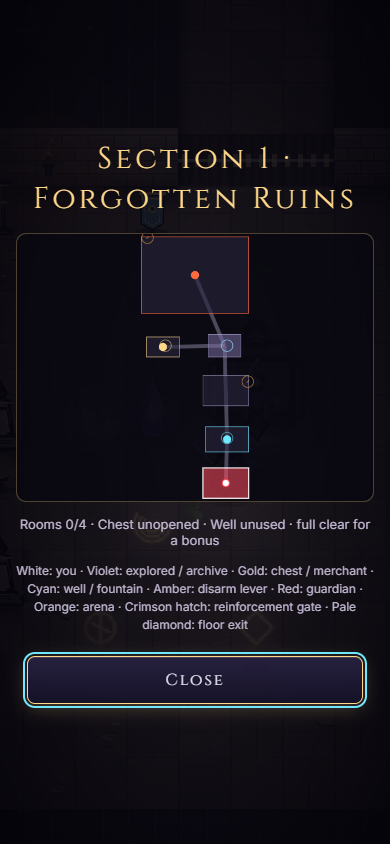 Section 1 ·
Forgotten Ruins
Rooms 0/4 · Chest unopened · Well unused · full clear for
a bonus
White: you · Violet: explored / archive · Gold: chest / merchant ·
Cyan: well / fountain · Amber: disarm lever · Red: guardian ·
Orange: arena · Crimson hatch: reinforcement gate · Pale
diamond: floor exit
Close